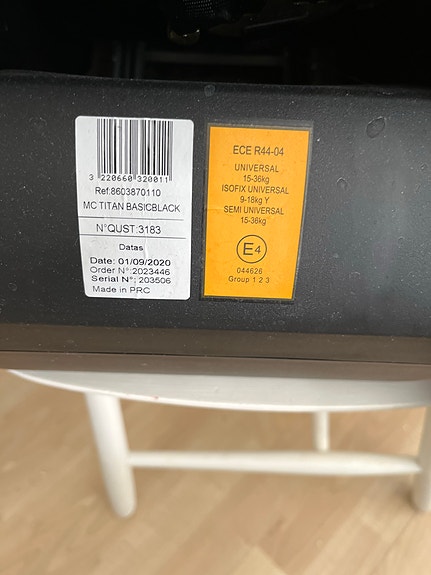 3 220660 320011
Ref:8603870110
MC TITAN BASICBLACK
N°QUST:3183
Datas
Date: 01/09/2020
Order N°:2023446
Serial N°: 203506
Made in PRC
ECE R44-04
UNIVERSAL
15-36kg
ISOFIX UNIVERSAL
9-18kg Y
SEMI UNIVERSAL
15-36kg
E4
044626
Group 1 2 3